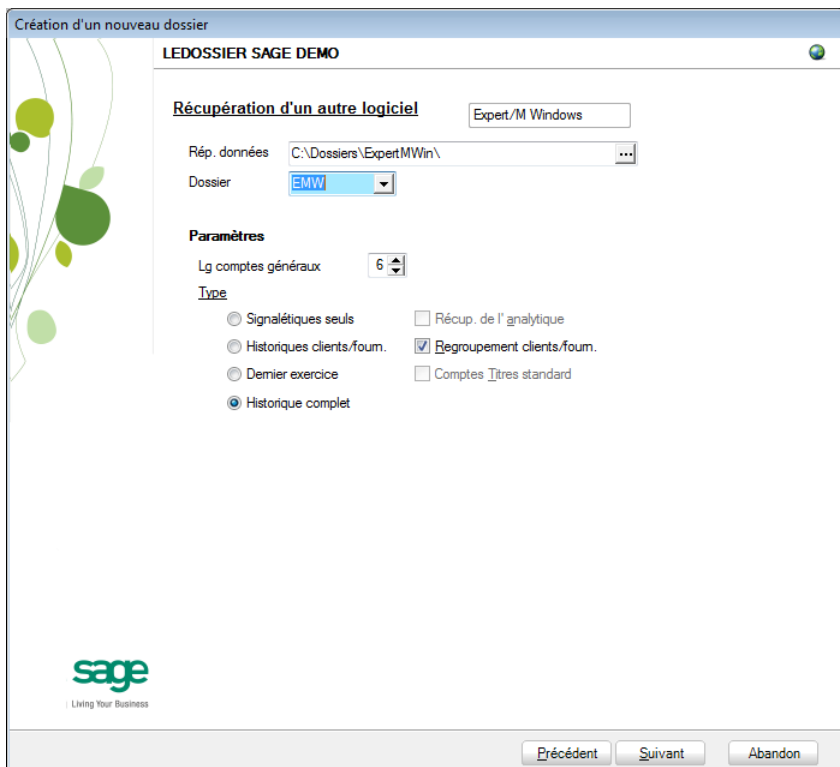 Création d'un nouveau dossier
LEDOSSIER SAGE DEMO
Récupération d'un autre logiciel
Expert/M Windows
Rép. données C:\Dossiers\ExpertMWin\ ...
Dossier EMW
Paramètres
Lg comptes généraux 6
Type
Signalétiques seuls Récup. de l' analytique
Historiques clients/fourn. Regroupement clients/fourn.
Dernier exercice Comptes Titres standard
Historique complet
sage
Living Your Business
Précédent Suivant Abandon